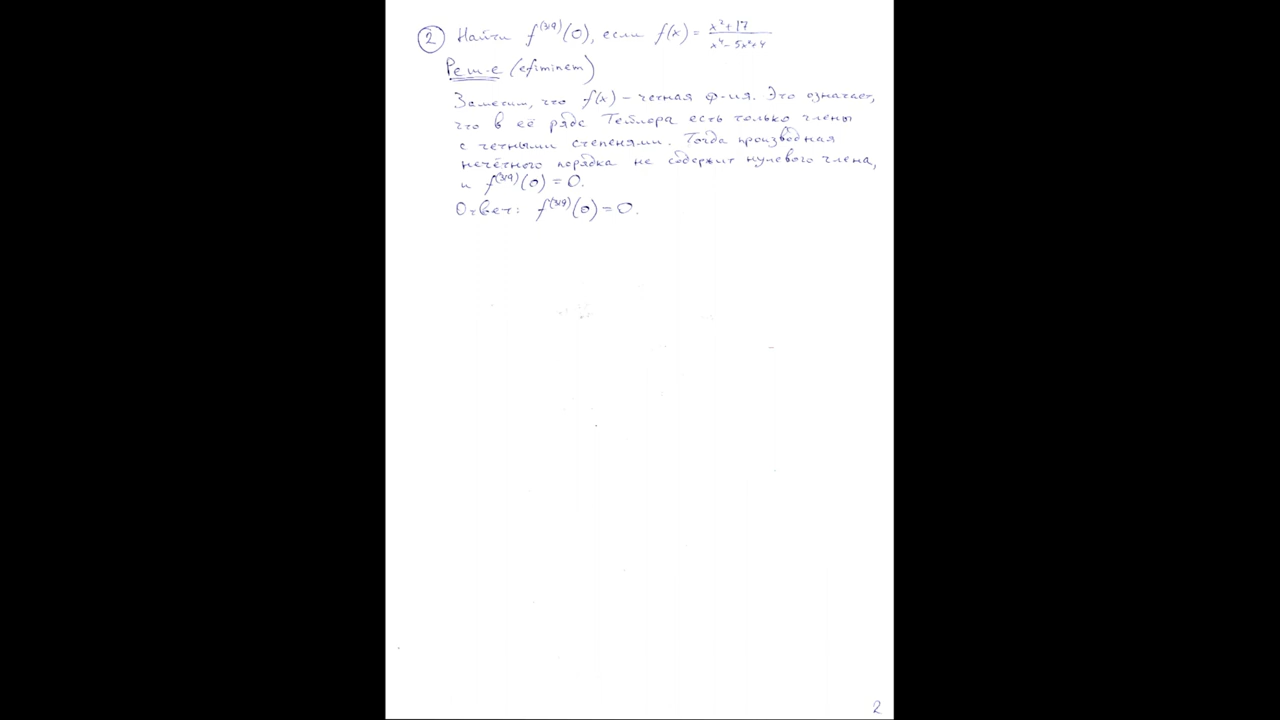 2 Найти f^(319)(0), если f(x) = (x²+17)/(x⁴-5x²+4)
Реш-е (efiminem)
Заметим, что f(x) - четная ф-ия. Это означает,
что в её ряде Тейлора есть только члены
с четными степенями. Тогда производная
нечётного порядка не содержит нулевого члена,
и f^(319)(0) = 0.
Ответ: f^(319)(0) = 0.
2